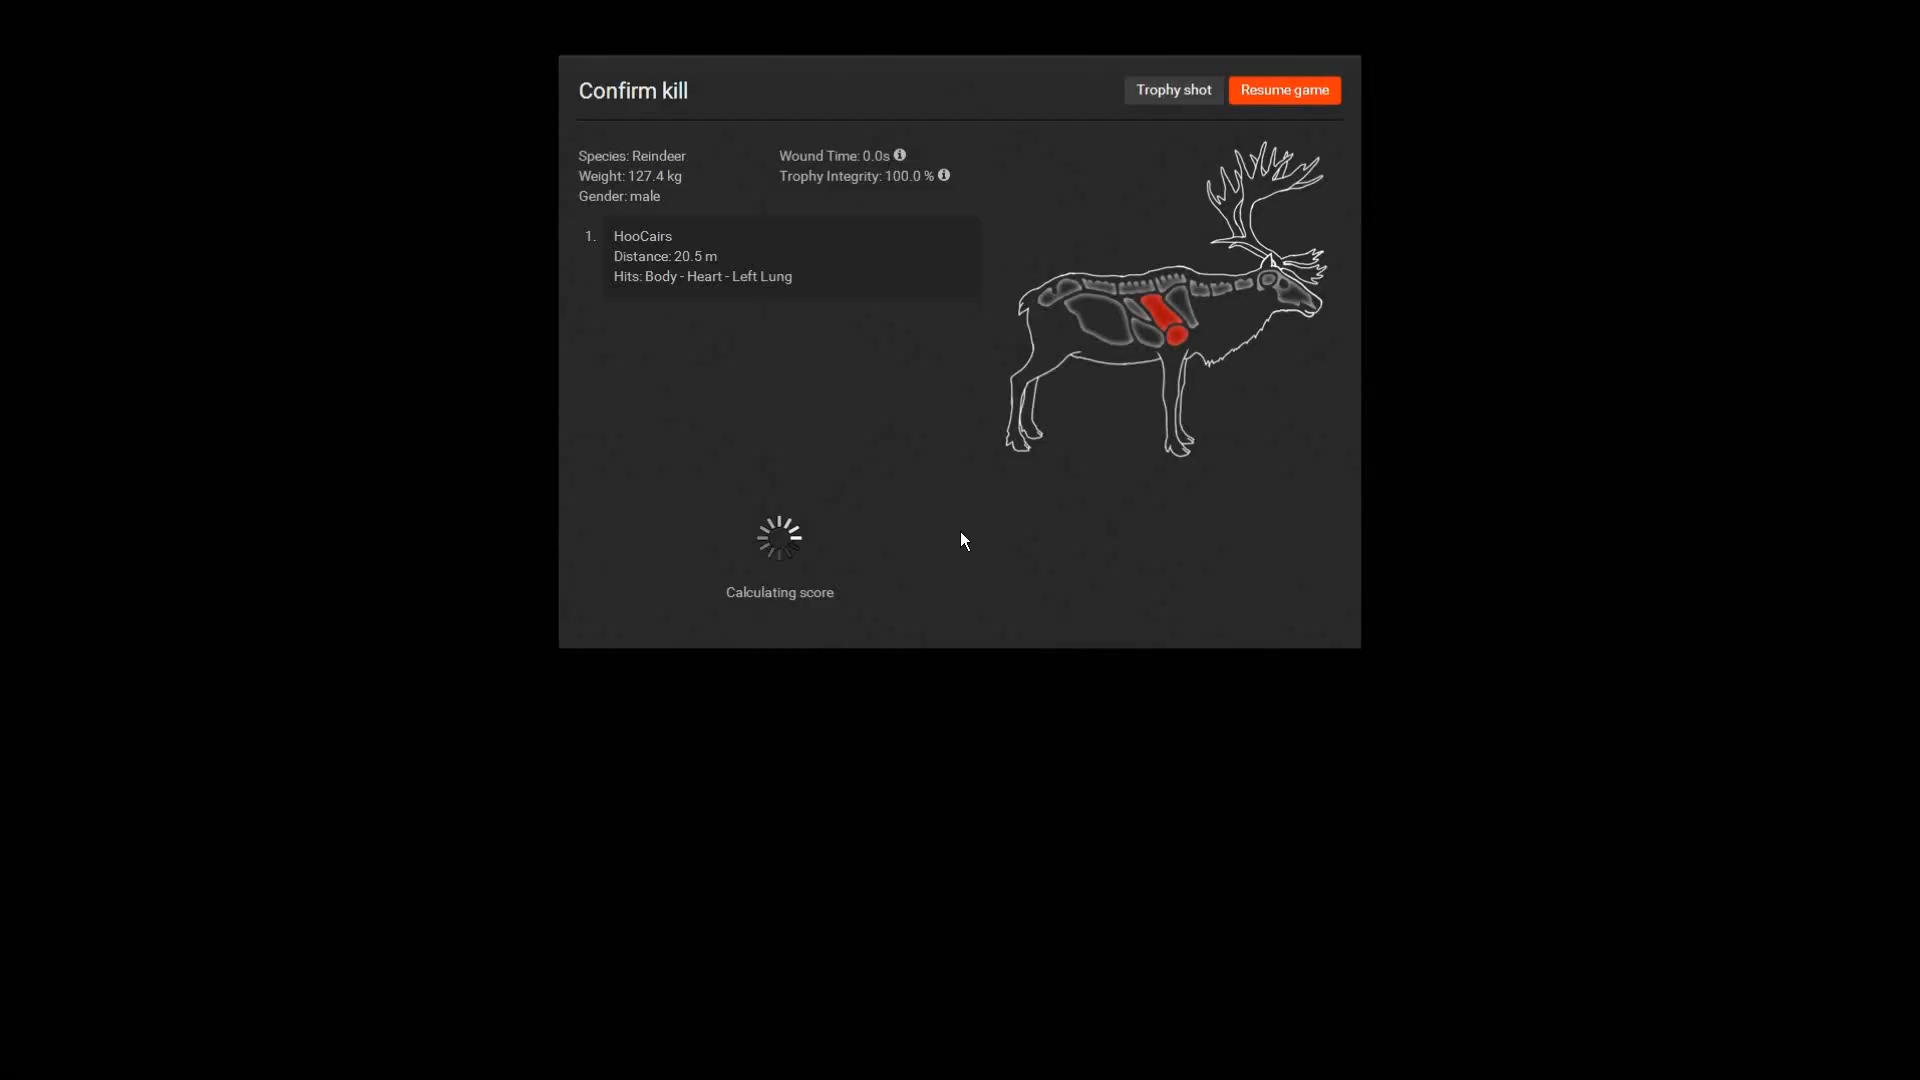 Confirm kill
Trophy shot
Resume game
Species: Reindeer
Weight: 127.4 kg
Gender: male
Wound Time: 0.0s
Trophy Integrity: 100.0 %
1.
HooCairs
Distance: 20.5 m
Hits: Body - Heart - Left Lung
Calculating score